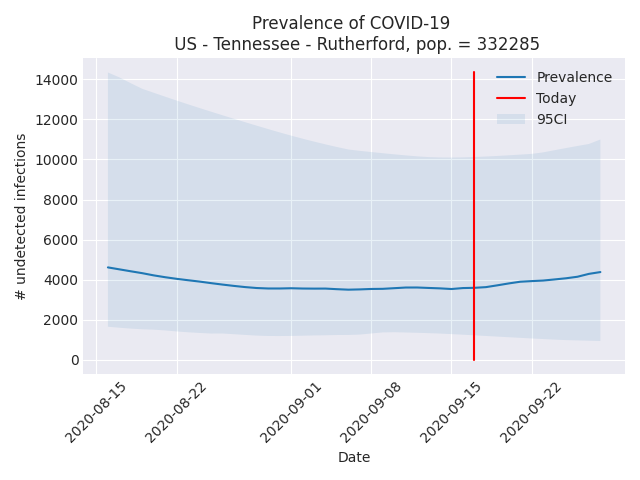 Prevalence of COVID-19
US - Tennessee - Rutherford, pop. = 332285
14000
12000
10000
8000
6000
4000
2000
0
# undetected infections
Prevalence
Today
95CI
2020-08-15
2020-08-22
2020-09-01
2020-09-08
2020-09-15
2020-09-22
Date